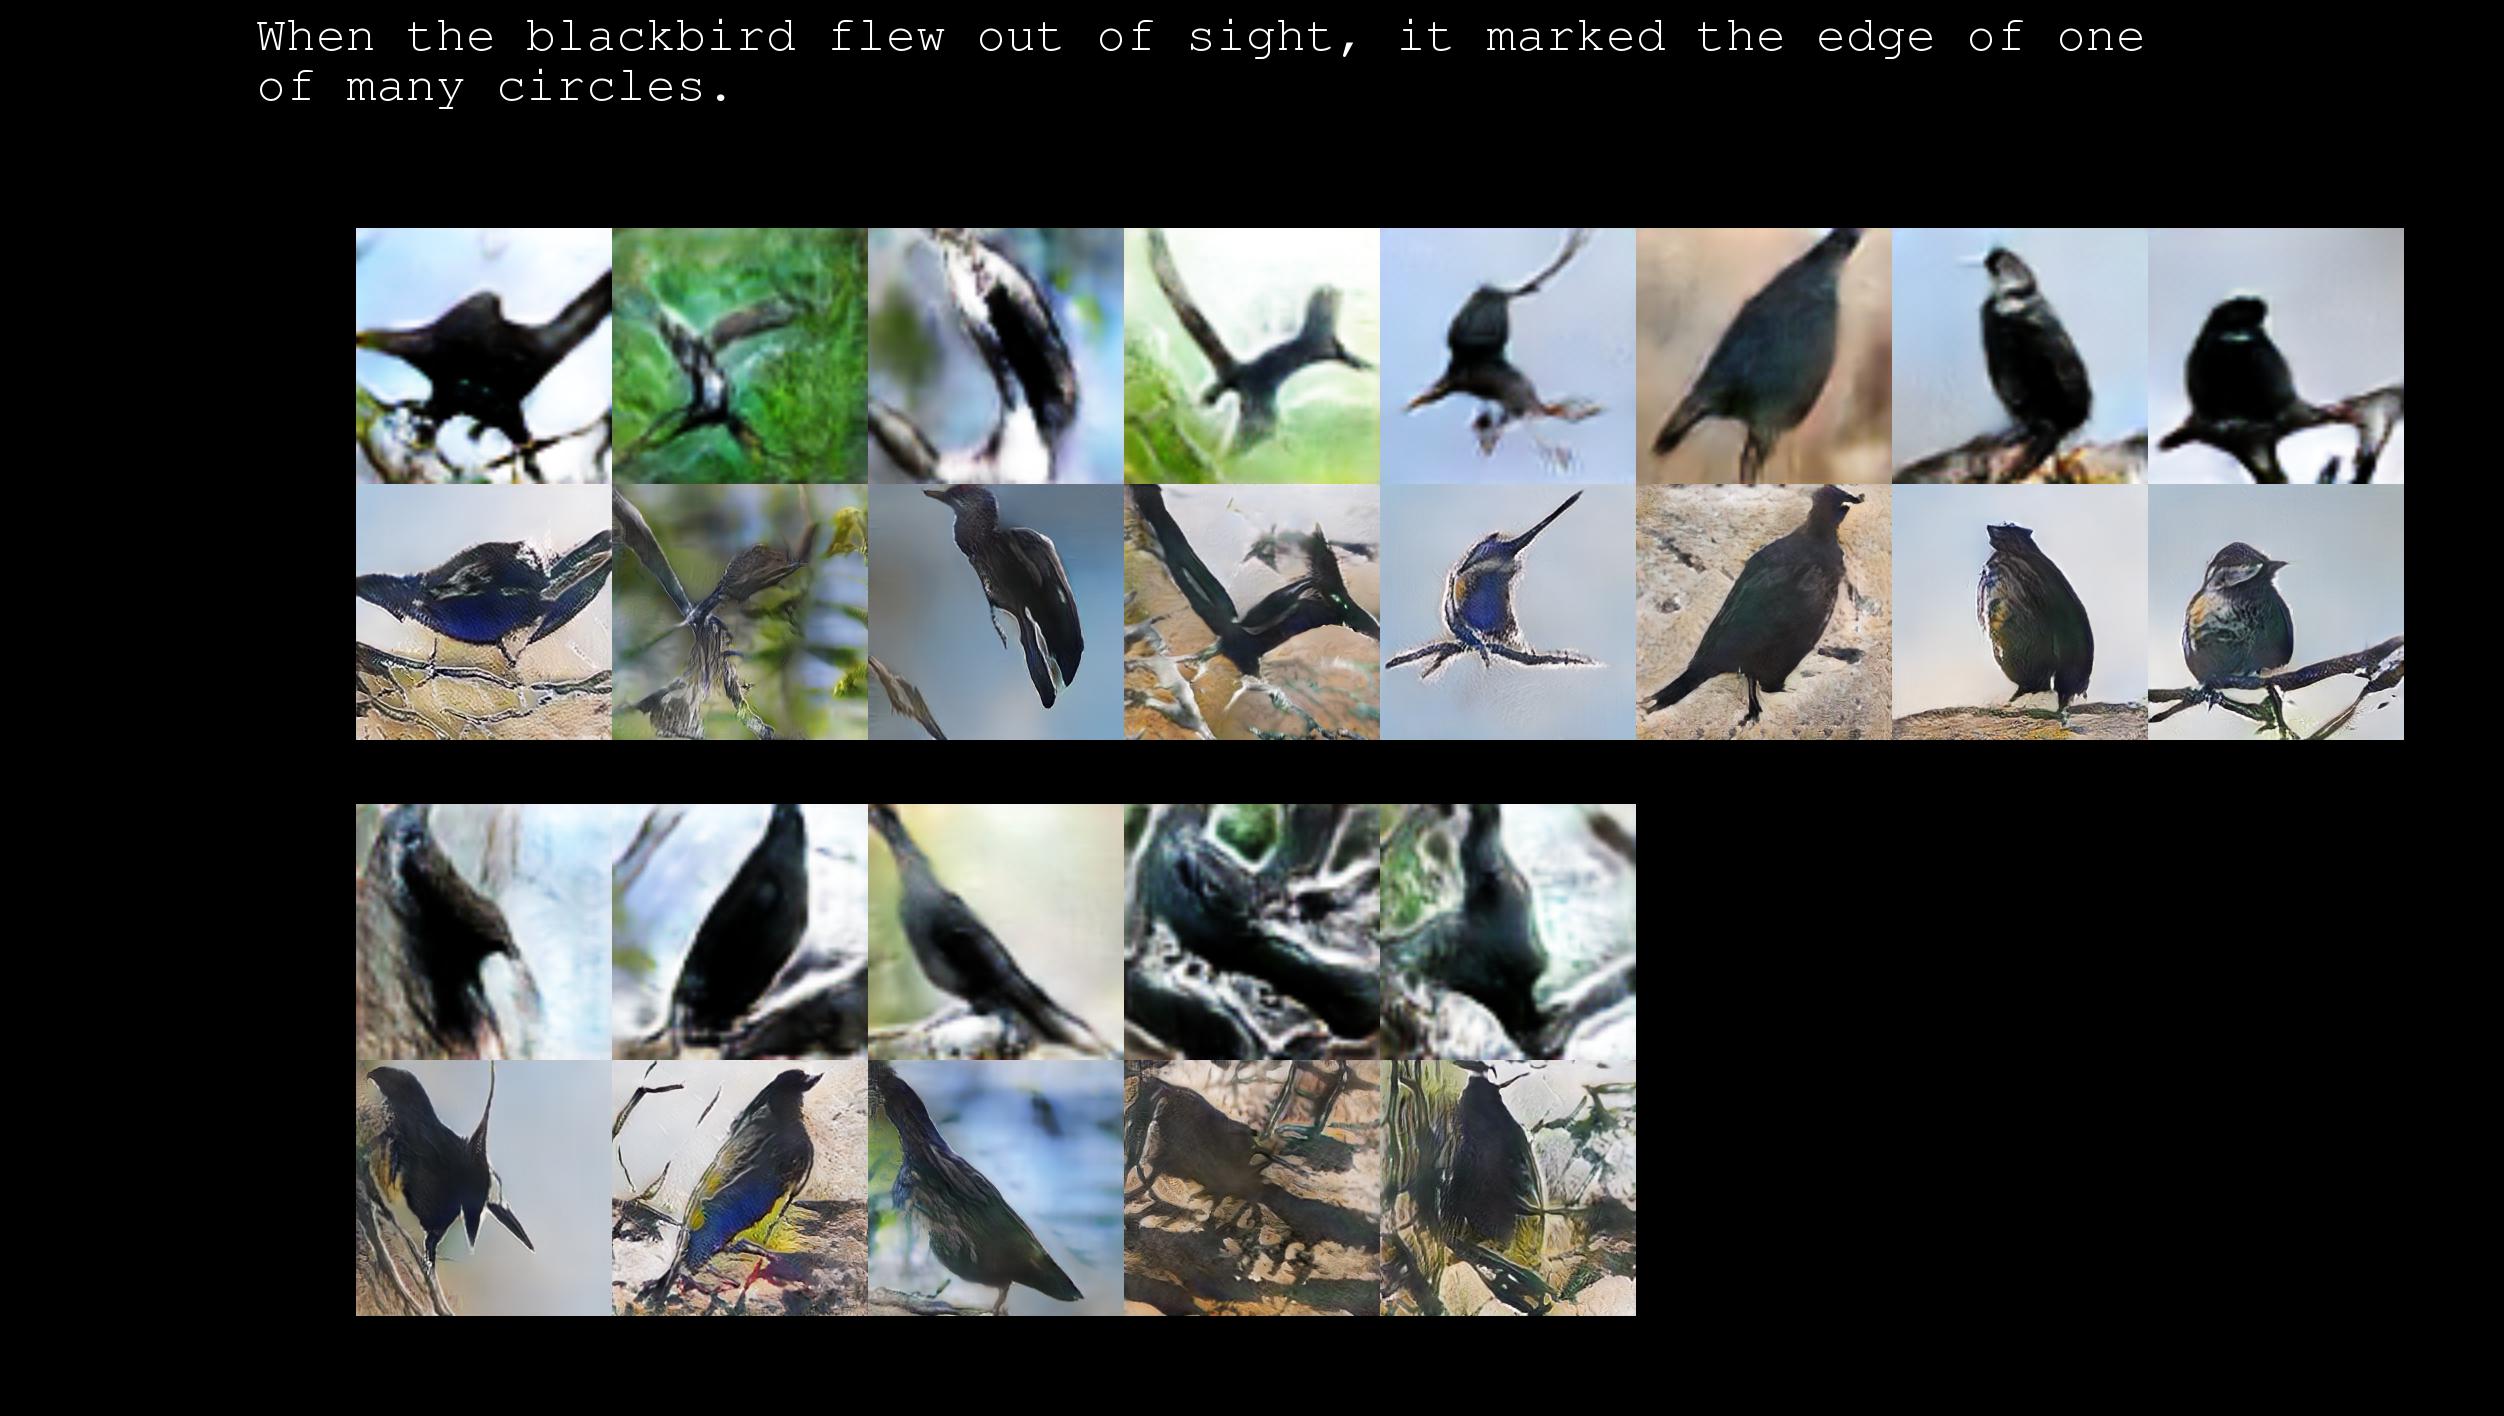 When the blackbird flew out of sight, it marked the edge of one
of many circles.